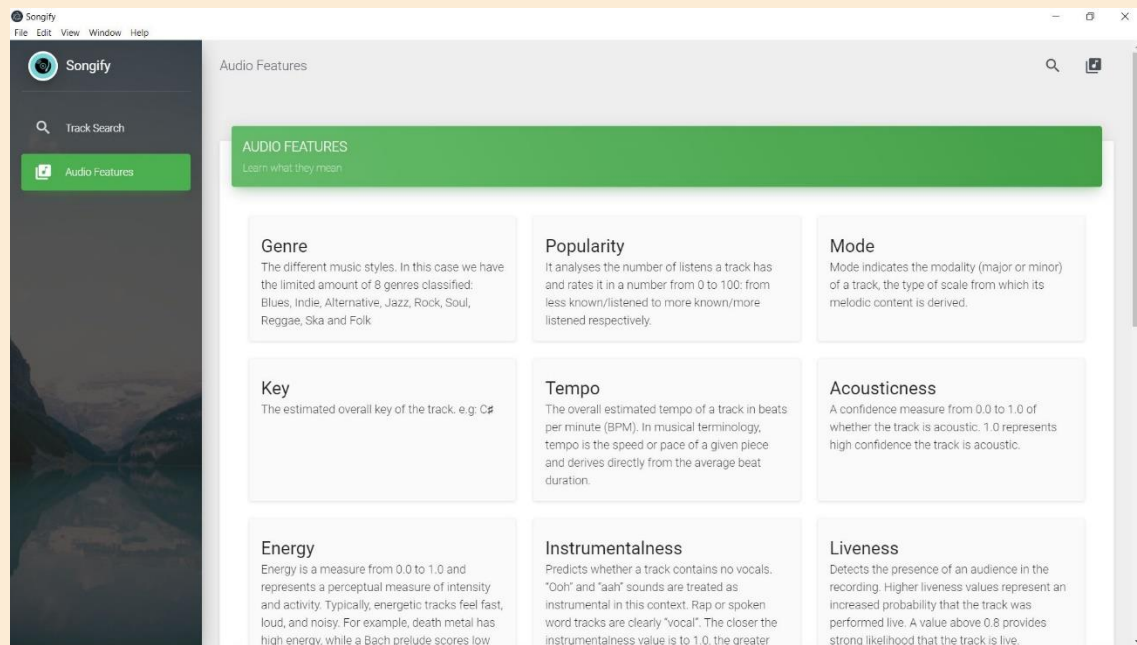 Songify
File Edit View Window Help
Songify
Audio Features
Track Search
Audio Features
AUDIO FEATURES
Learn what they mean
Genre
The different music styles. In this case we have
the limited amount of 8 genres classified:
Blues, Indie, Alternative, Jazz, Rock, Soul,
Reggae, Ska and Folk
Popularity
It analyses the number of listens a track has
and rates it in a number from 0 to 100: from
less known/listened to more known/more
listened respectively.
Mode
Mode indicates the modality (major or minor)
of a track, the type of scale from which its
melodic content is derived.
Key
The estimated overall key of the track. e.g: C♯
Tempo
The overall estimated tempo of a track in beats
per minute (BPM). In musical terminology,
tempo is the speed or pace of a given piece
and derives directly from the average beat
duration.
Acousticness
A confidence measure from 0.0 to 1.0 of
whether the track is acoustic. 1.0 represents
high confidence the track is acoustic.
Energy
Energy is a measure from 0.0 to 1.0 and
represents a perceptual measure of intensity
and activity. Typically, energetic tracks feel fast,
loud, and noisy. For example, death metal has
high energy, while a Bach prelude scores low
Instrumentalness
Predicts whether a track contains no vocals.
"Ooh" and "aah" sounds are treated as
instrumental in this context. Rap or spoken
word tracks are clearly "vocal". The closer the
instrumentalness value is to 1.0, the greater
Liveness
Detects the presence of an audience in the
recording. Higher liveness values represent an
increased probability that the track was
performed live. A value above 0.8 provides
strong likelihood that the track is live.